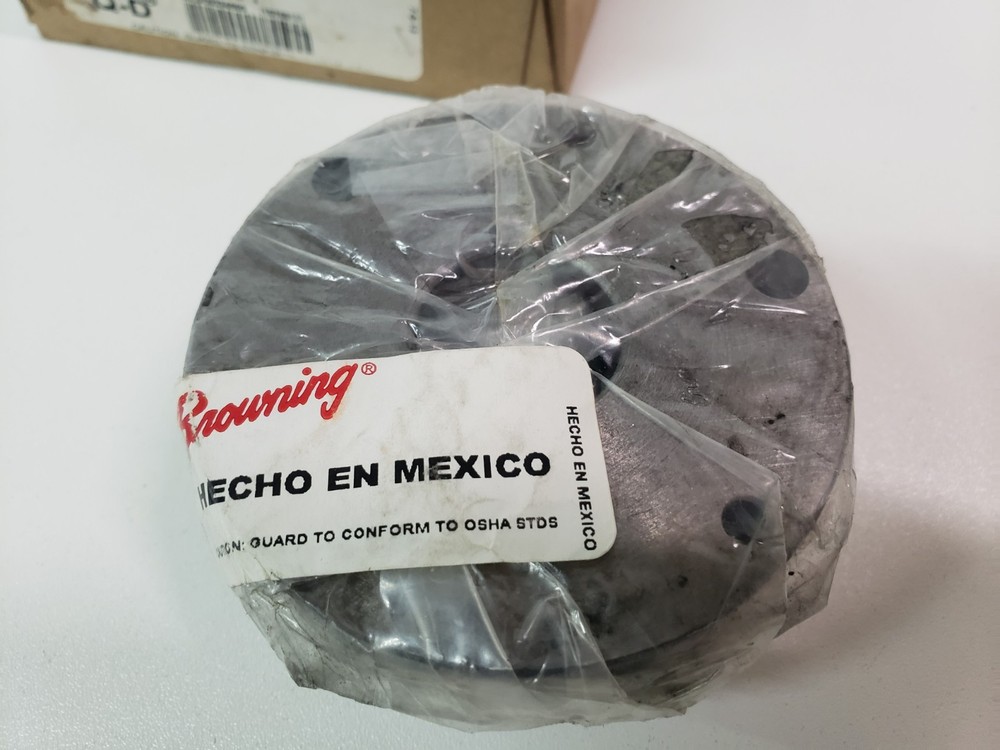 Browning®
HECHO EN MEXICO
GUARD TO CONFORM TO OSHA STDS
HECHO EN MEXICO